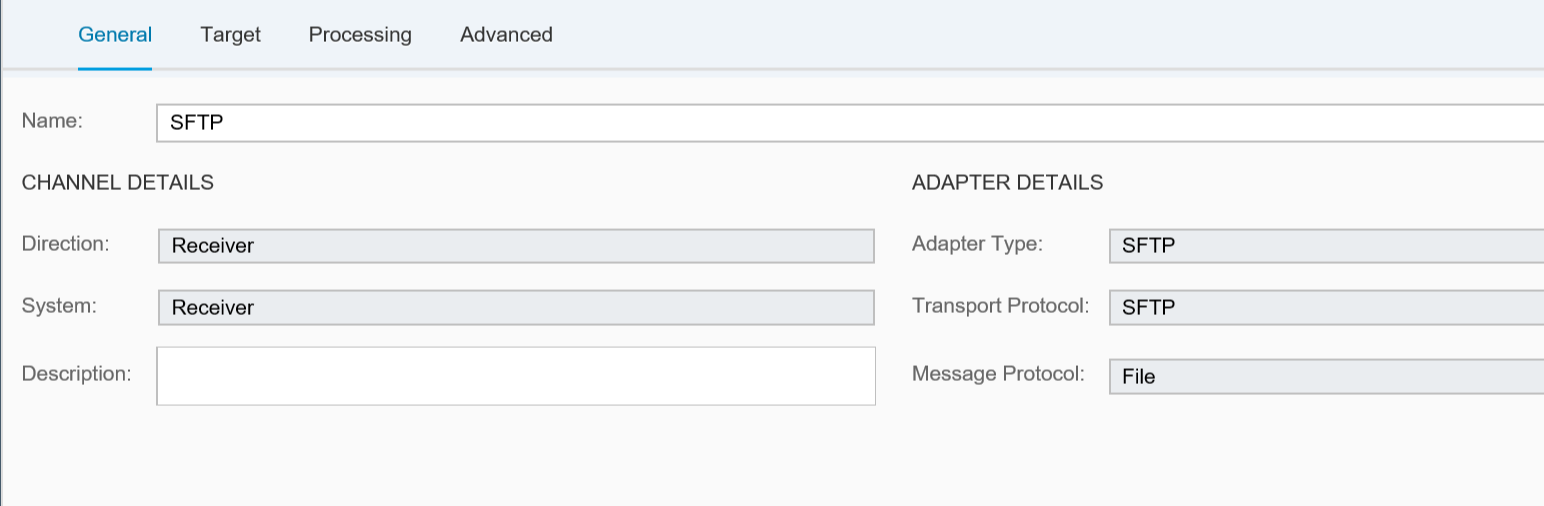 General Target Processing Advanced
Name: SFTP
CHANNEL DETAILS ADAPTER DETAILS
Direction: Receiver Adapter Type: SFTP
System: Receiver Transport Protocol: SFTP
Description: Message Protocol: File